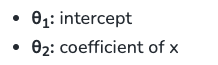 • θ₁: intercept
• θ₂: coefficient of x